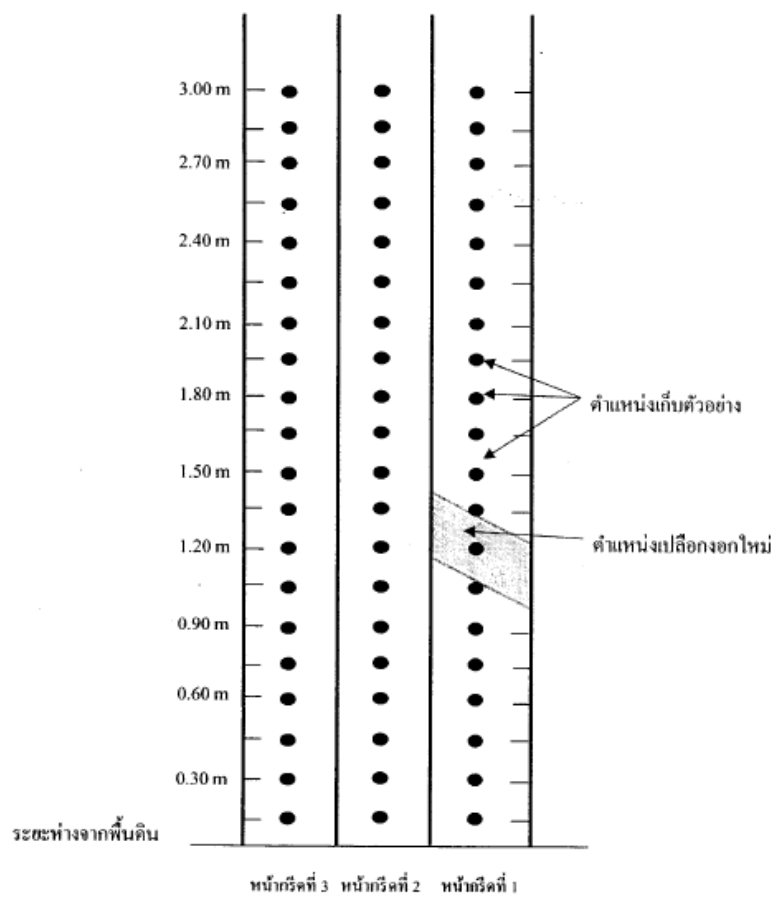 3.00 m
2.70 m
2.40 m
2.10 m
1.80 m
ตำแหน่งเก็บตัวอย่าง
1.50 m
1.20 m
ตำแหน่งเปลือกงอกใหม่
0.90 m
0.60 m
0.30 m
ระยะห่างจากพื้นดิน
หน้ากรีดที่ 3 หน้ากรีดที่ 2 หน้ากรีดที่ 1